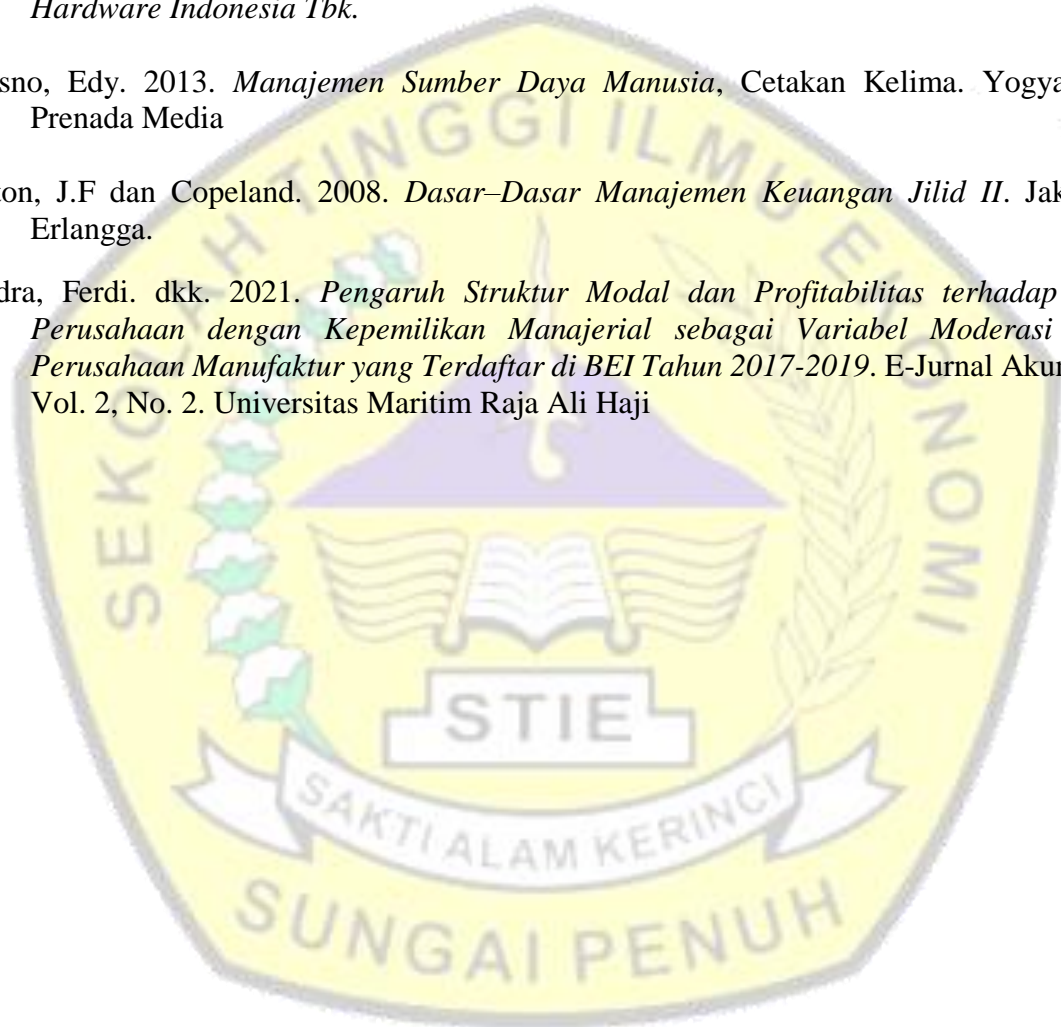 Hardware Indonesia Tbk.
sno, Edy. 2013. Manajemen Sumber Daya Manusia, Cetakan Kelima. Yogya
Prenada Media
on, J.F dan Copeland. 2008. Dasar–Dasar Manajemen Keuangan Jilid II. Jak
Erlangga.
dra, Ferdi. dkk. 2021. Pengaruh Struktur Modal dan Profitabilitas terhadap
Perusahaan dengan Kepemilikan Manajerial sebagai Variabel Moderasi
Perusahaan Manufaktur yang Terdaftar di BEI Tahun 2017-2019. E-Jurnal Akun
Vol. 2, No. 2. Universitas Maritim Raja Ali Haji
SEKOLAH TINGGI ILMU EKONOMI
STIE
SAKTI ALAM KERINCI
SUNGAI PENUH